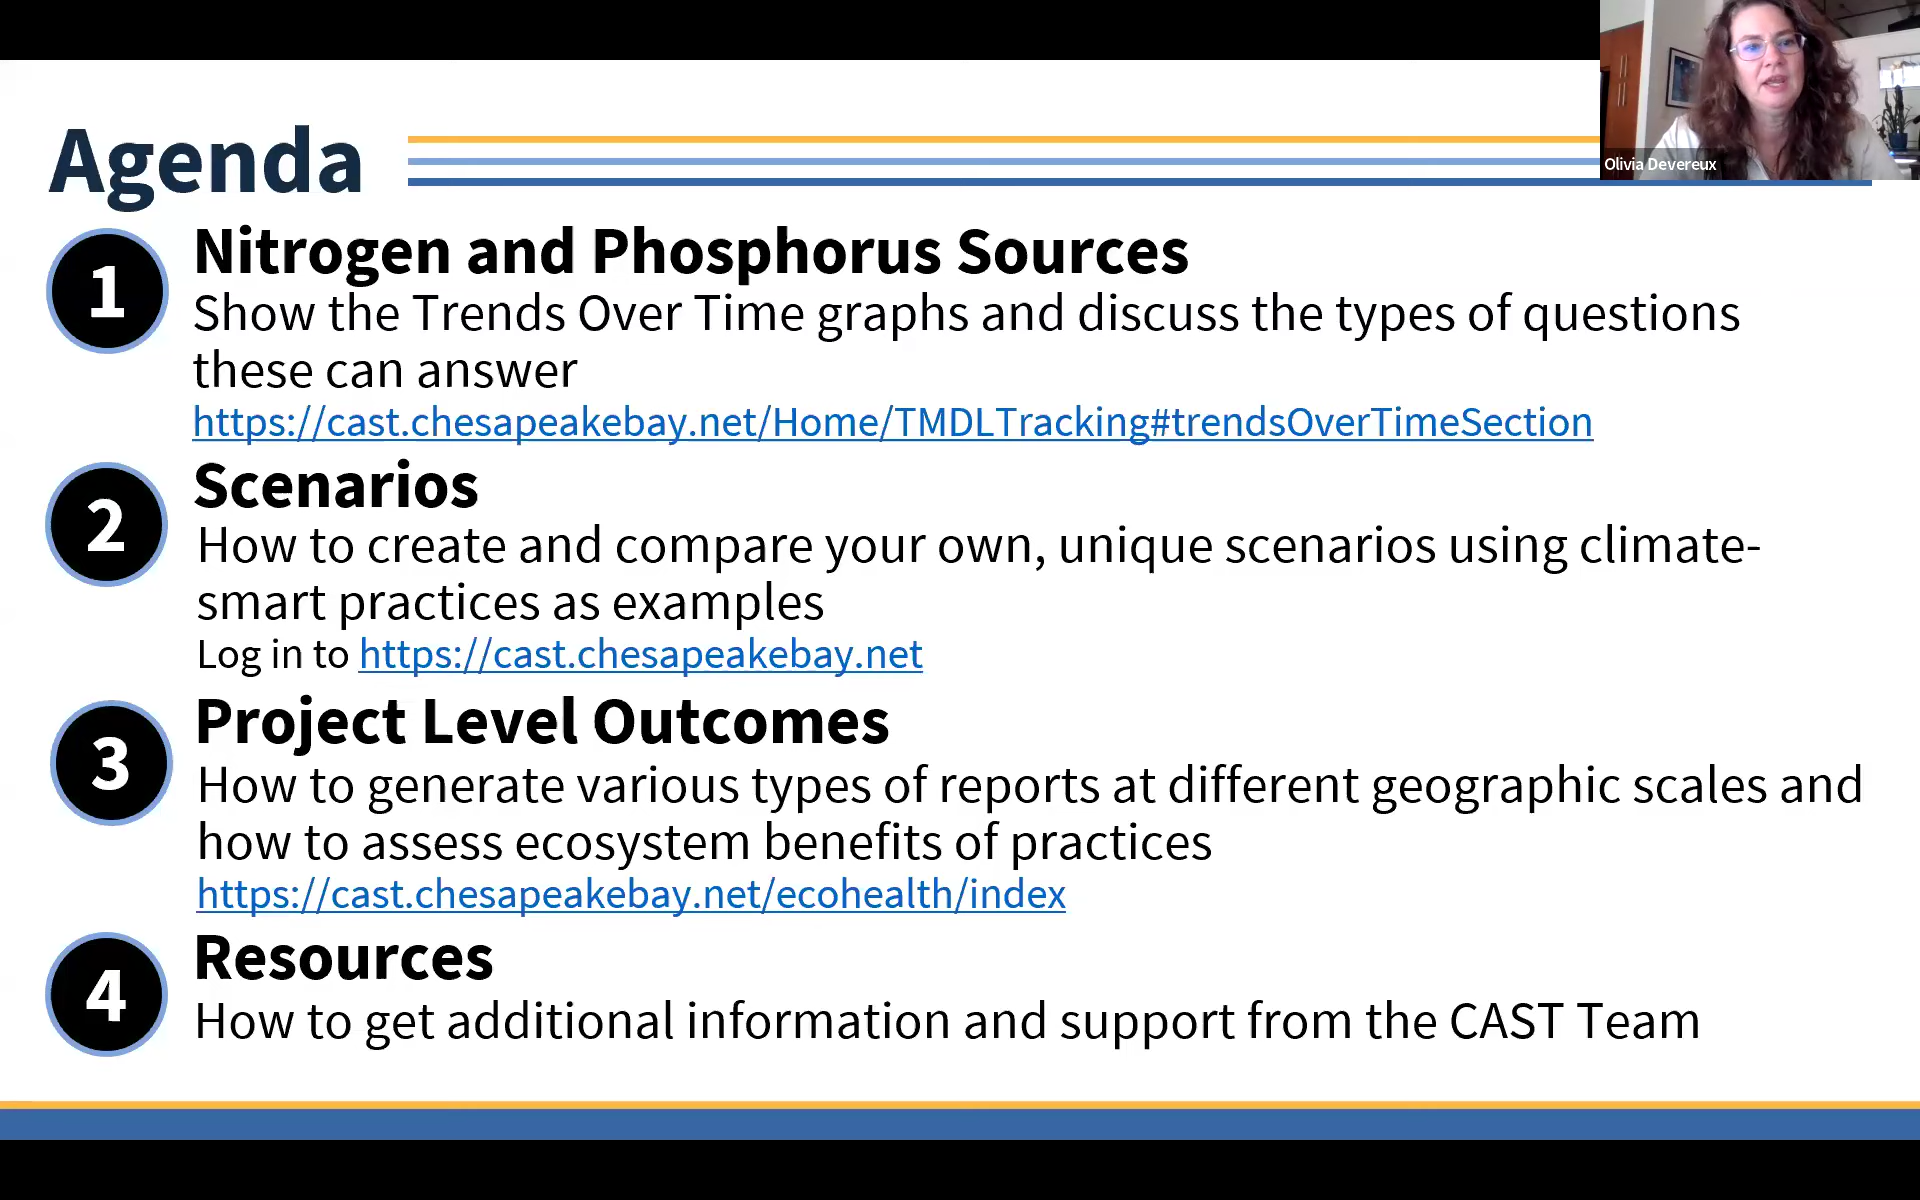 Agenda
Olivia Devereux
1
Nitrogen and Phosphorus Sources
Show the Trends Over Time graphs and discuss the types of questions
these can answer
https://cast.chesapeakebay.net/Home/TMDLTracking#trendsOverTimeSection
2
Scenarios
How to create and compare your own, unique scenarios using climate-
smart practices as examples
Log in to https://cast.chesapeakebay.net
3
Project Level Outcomes
How to generate various types of reports at different geographic scales and
how to assess ecosystem benefits of practices
https://cast.chesapeakebay.net/ecohealth/index
4
Resources
How to get additional information and support from the CAST Team